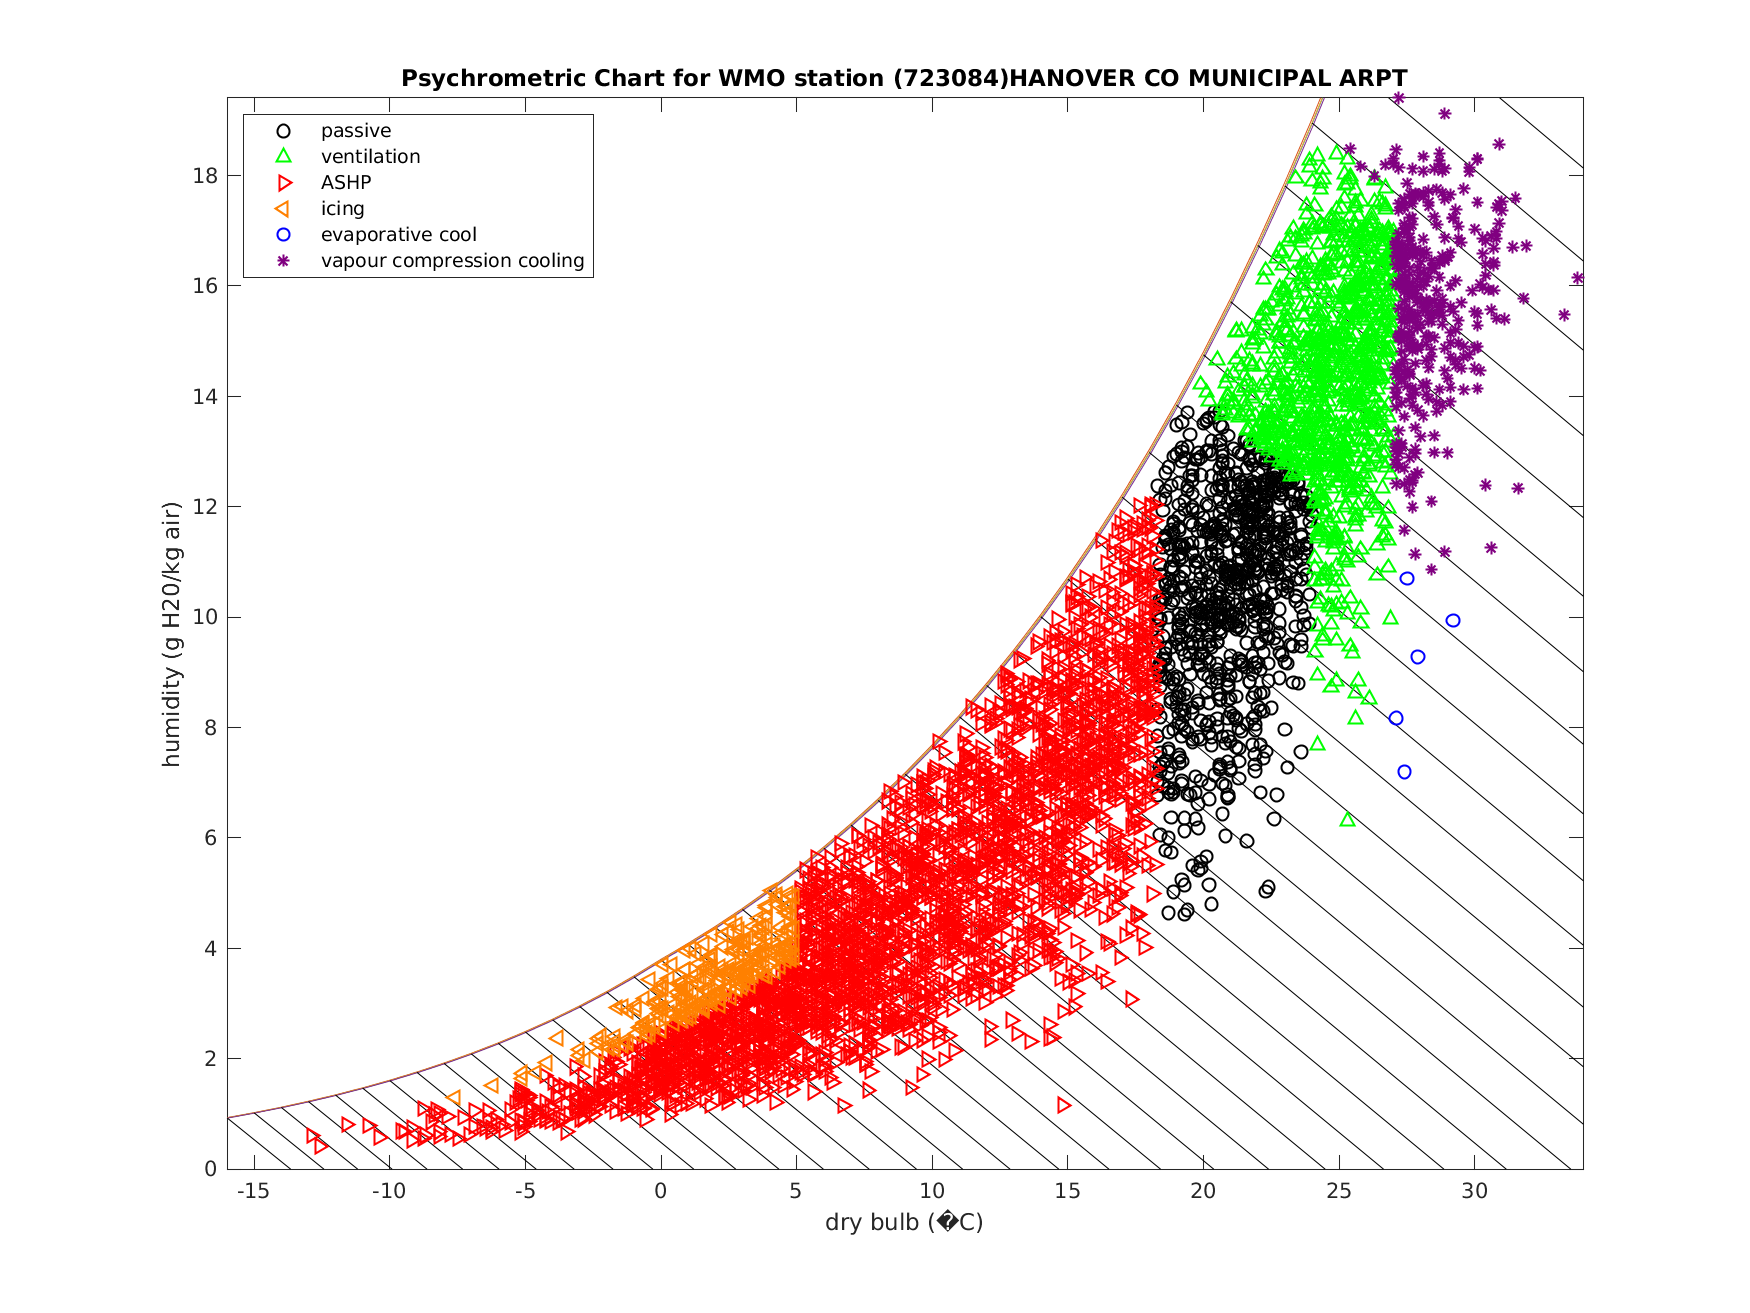 Psychrometric Chart for WMO station (723084)HANOVER CO MUNICIPAL ARPT
passive
ventilation
ASHP
icing
evaporative cool
vapour compression cooling
humidity (g H20/kg air)
18
16
14
12
10
8
6
4
2
0
-15 -10 -5 0 5 10 15 20 25 30
dry bulb (�C)